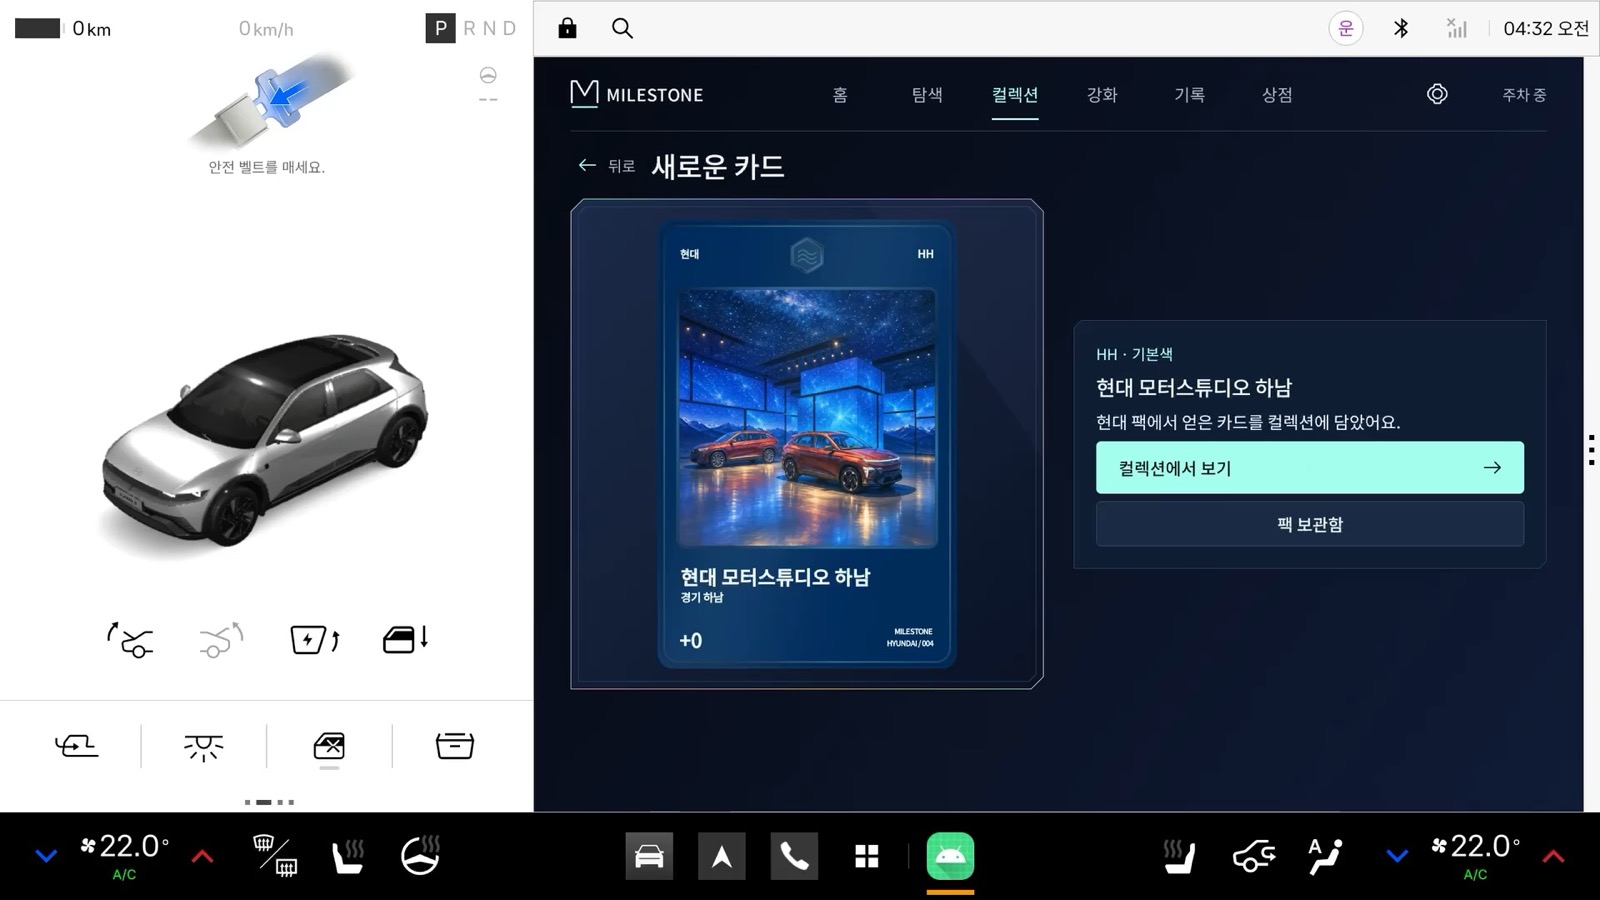 0 km
0 km/h
P R N D
04:32 오전
운
안전 벨트를 매세요.
MILESTONE
홈
탐색
컬렉션
강화
기록
상점
주차 중
뒤로
새로운 카드
현대
HH
현대 모터스튜디오 하남
경기 하남
+0
MILESTONE
HYUNDAI / 004
HH · 기본색
현대 모터스튜디오 하남
현대 팩에서 얻은 카드를 컬렉션에 담았어요.
컬렉션에서 보기
팩 보관함
22.0°
A/C
A
22.0°
A/C